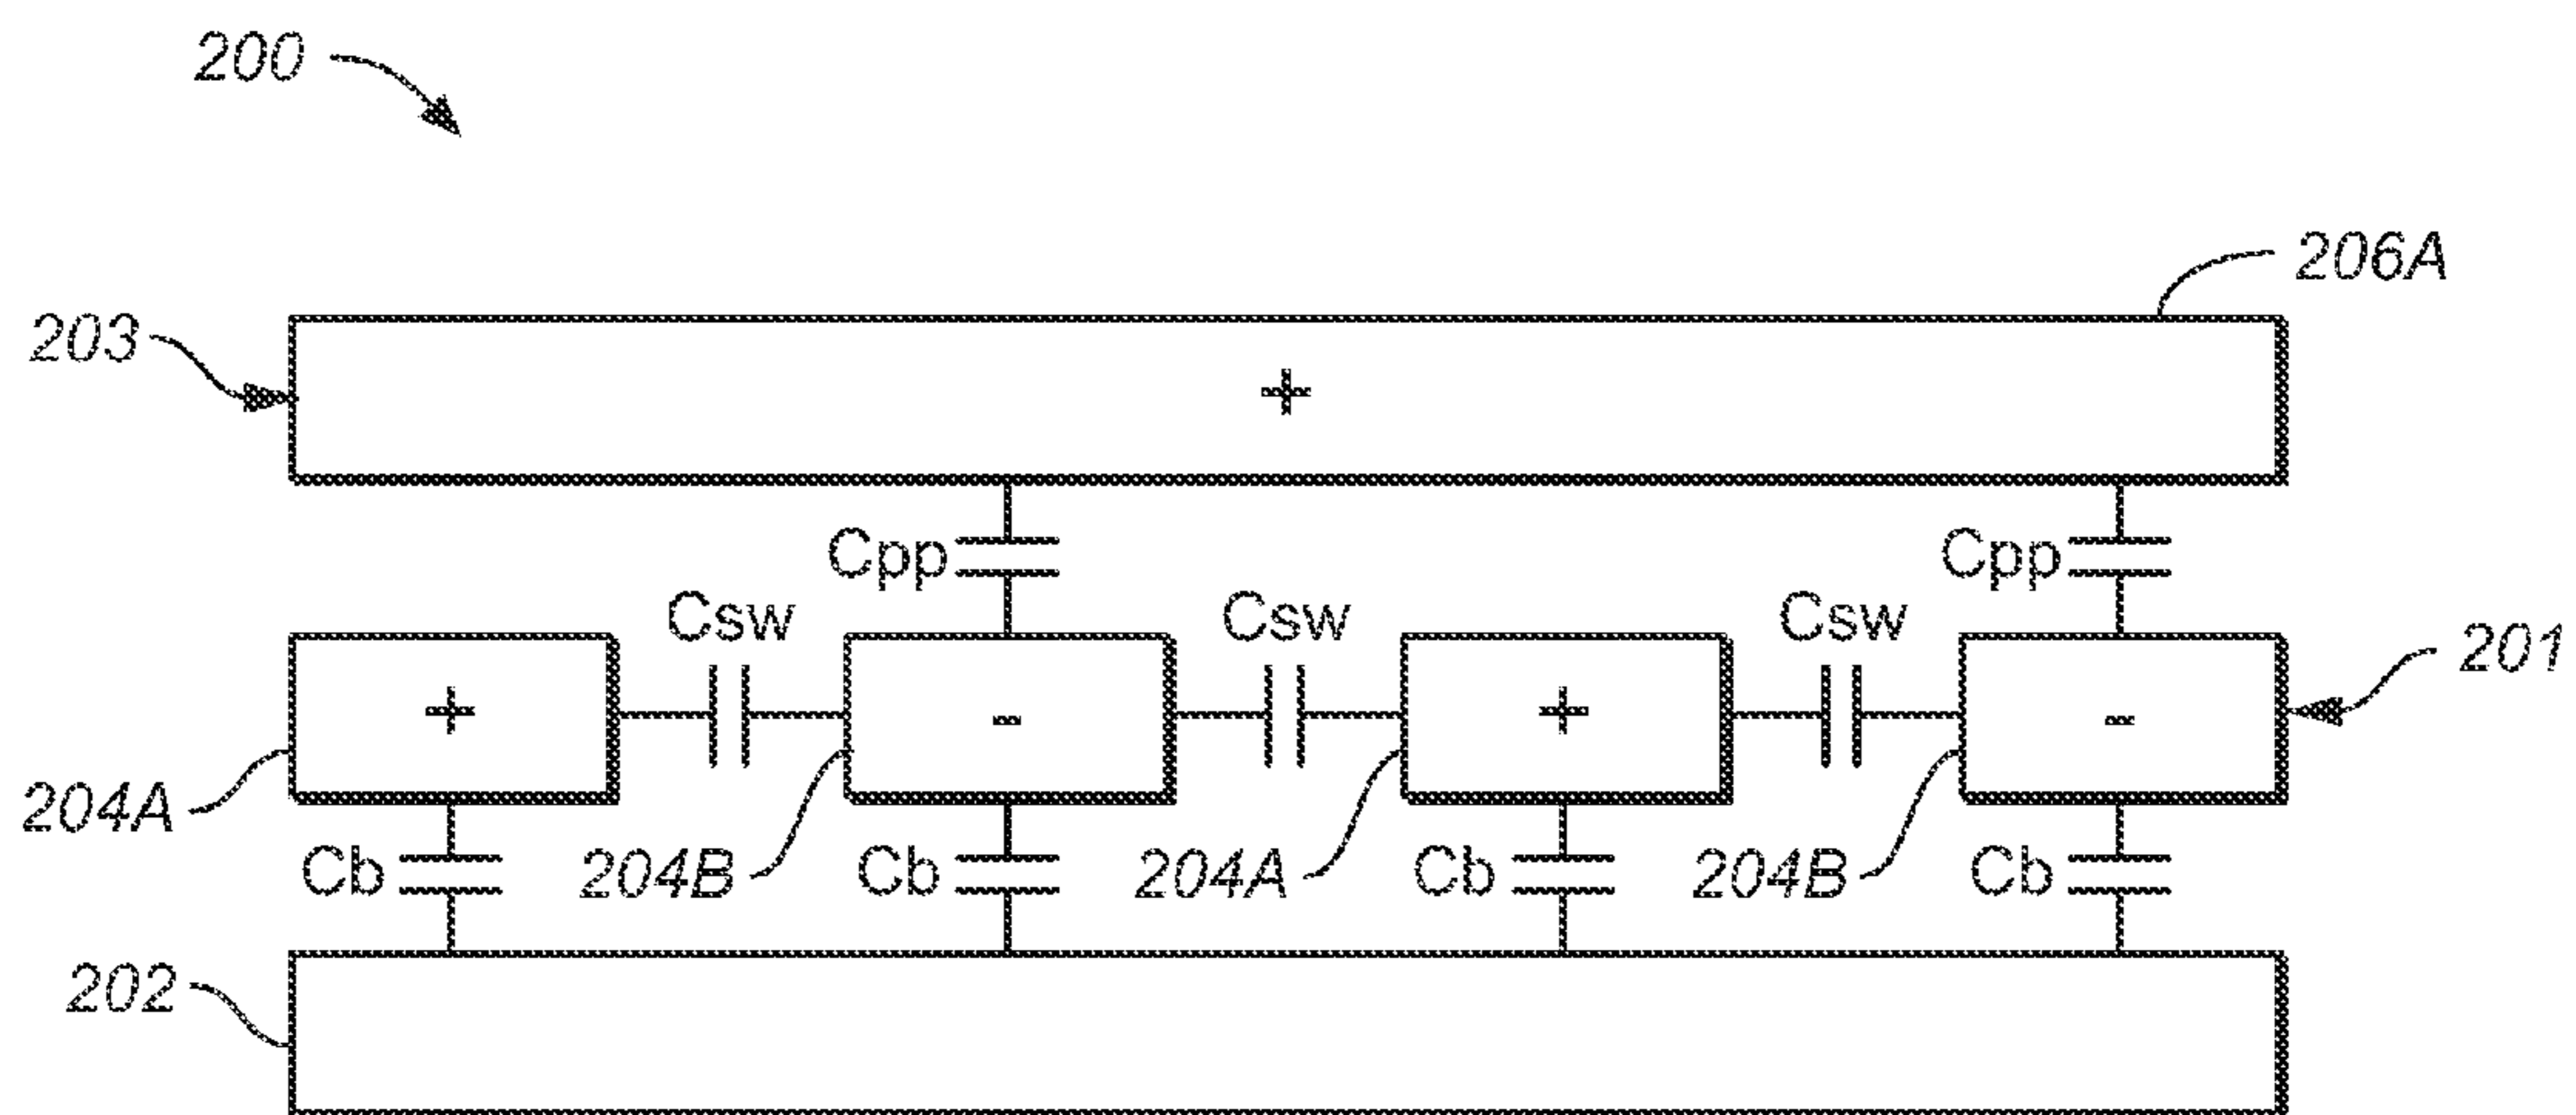 200
206A
203
+
Cpp Cpp
Csw Csw Csw
+ - + -
201
204A
Cb 204B Cb 204A Cb 204B Cb
202